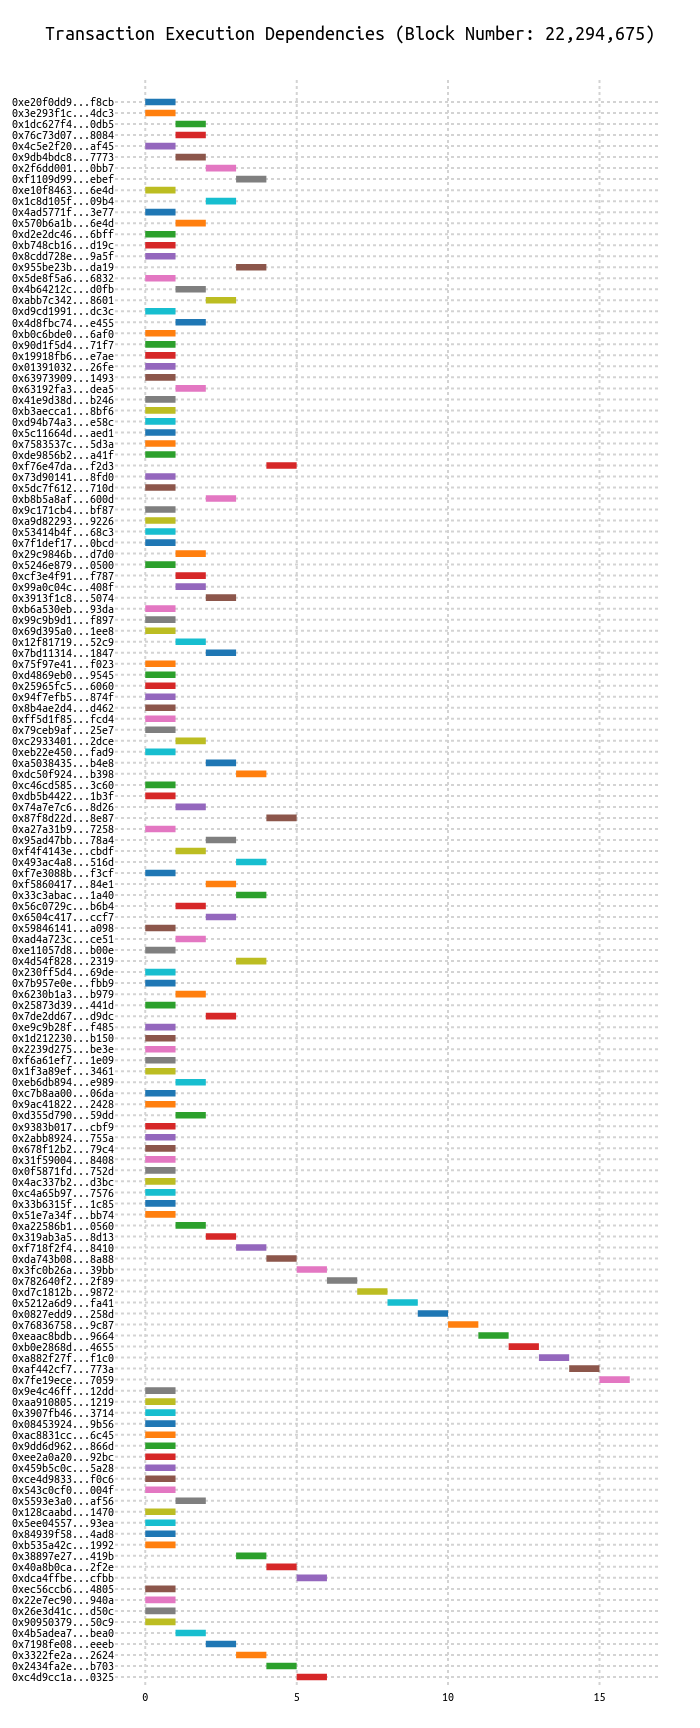 Transaction Execution Dependencies (Block Number: 22,294,675)
0xe20f0dd9...f8cb
0x3e293f1c...4dc3
0x1dc627f4...0db5
0x76c73d07...8084
0x4c5e2f20...af45
0x9db4bdc8...7773
0x2f6dd001...0bb7
0xf1109d99...ebef
0xe10f8463...6e4d
0x1c8d105f...09b4
0x4ad5771f...3e77
0x570b6a1b...6e4d
0xd2e2dc46...6bff
0xb748cb16...d19c
0x8cdd728e...9a5f
0x955be23b...da19
0x5de8f5a6...6832
0x4b64212c...d0fb
0xabb7c342...8601
0xd9cd1991...dc3c
0x4d8fbc74...e455
0xb0c6bde0...6af0
0x90d1f5d4...71f7
0x19918fb6...e7ae
0x01391032...26fe
0x63973909...1493
0x63192fa3...dea5
0x41e9d38d...b246
0xb3aecca1...8bf6
0xd94b74a3...e58c
0x5c11664d...aed1
0x7583537c...5d3a
0xde9856b2...a41f
0xf76e47da...f2d3
0x73d90141...8fd0
0x5dc7f612...710d
0xb8b5a8af...600d
0x9c171cb4...bf87
0xa9d82293...9226
0x53414b4f...68c3
0x7f1def17...0bcd
0x29c9846b...d7d0
0x5246e879...0500
0xcf3e4f91...f787
0x99a0c04c...408f
0x3913f1c8...5074
0xb6a530eb...93da
0x99c9b9d1...f897
0x69d395a0...1ee8
0x12f81719...52c9
0x7bd11314...1847
0x75f97e41...f023
0xd4869eb0...9545
0x25965fc5...6060
0x94f7efb5...874f
0x8b4ae2d4...d462
0xff5d1f85...fcd4
0x79ceb9af...25e7
0xc2933401...2dce
0xeb22e450...fad9
0xa5038435...b4e8
0xdc50f924...b398
0xc46cd585...3c60
0xdb5b4422...1b3f
0x74a7e7c6...8d26
0x87f8d22d...8e87
0xa27a31b9...7258
0x95ad47bb...78a4
0xf4f4143e...cbdf
0x493ac4a8...516d
0xf7e3088b...f3cf
0xf5860417...84e1
0x33c3abac...1a40
0x56c0729c...b6b4
0x6504c417...ccf7
0x59846141...a098
0xad4a723c...ce51
0xe11057d8...b00e
0x4d54f828...2319
0x230ff5d4...69de
0x7b957e0e...fbb9
0x6230b1a3...b979
0x25873d39...441d
0x7de2dd67...d9dc
0xe9c9b28f...f485
0x1d212230...b150
0x2239d275...be3e
0xf6a61ef7...1e09
0x1f3a89ef...3461
0xeb6db894...e989
0xc7b8aa00...06da
0x9ac41822...2428
0xd355d790...59dd
0x9383b017...cbf9
0x2abb8924...755a
0x678f12b2...79c4
0x31f59004...8408
0x0f5871fd...752d
0x4ac337b2...d3bc
0xc4a65b97...7576
0x33b6315f...1c85
0x51e7a34f...bb74
0xa22586b1...0560
0x319ab3a5...8d13
0xf718f2f4...8410
0xda743b08...8a88
0x3fc0b26a...39bb
0x782640f2...2f89
0xd7c1812b...9872
0x5212a6d9...fa41
0x0827edd9...258d
0x76836758...9c87
0xeaac8bdb...9664
0xb0e2868d...4655
0xa882f27f...f1c0
0xaf442cf7...773a
0x7fe19ece...7059
0x9e4c46ff...12dd
0xaa910805...1219
0x3907fb46...3714
0x08453924...9b56
0xac8831cc...6c45
0x9dd6d962...866d
0xee2a0a20...92bc
0x459b5c0c...5a28
0xce4d9833...f0c6
0x543c0cf0...004f
0x5593e3a0...af56
0x128caabd...1470
0x5ee04557...93ea
0x84939f58...4ad8
0xb535a42c...1992
0x38897e27...419b
0x40a8b0ca...2f2e
0xdca4ffbe...cfbb
0xec56ccb6...4805
0x22e7ec90...940a
0x26e3d41c...d50c
0x90950379...50c9
0x4b5adea7...bea0
0x7198fe08...eeeb
0x3322fe2a...2624
0x2434fa2e...b703
0xc4d9cc1a...0325
0 5 10 15